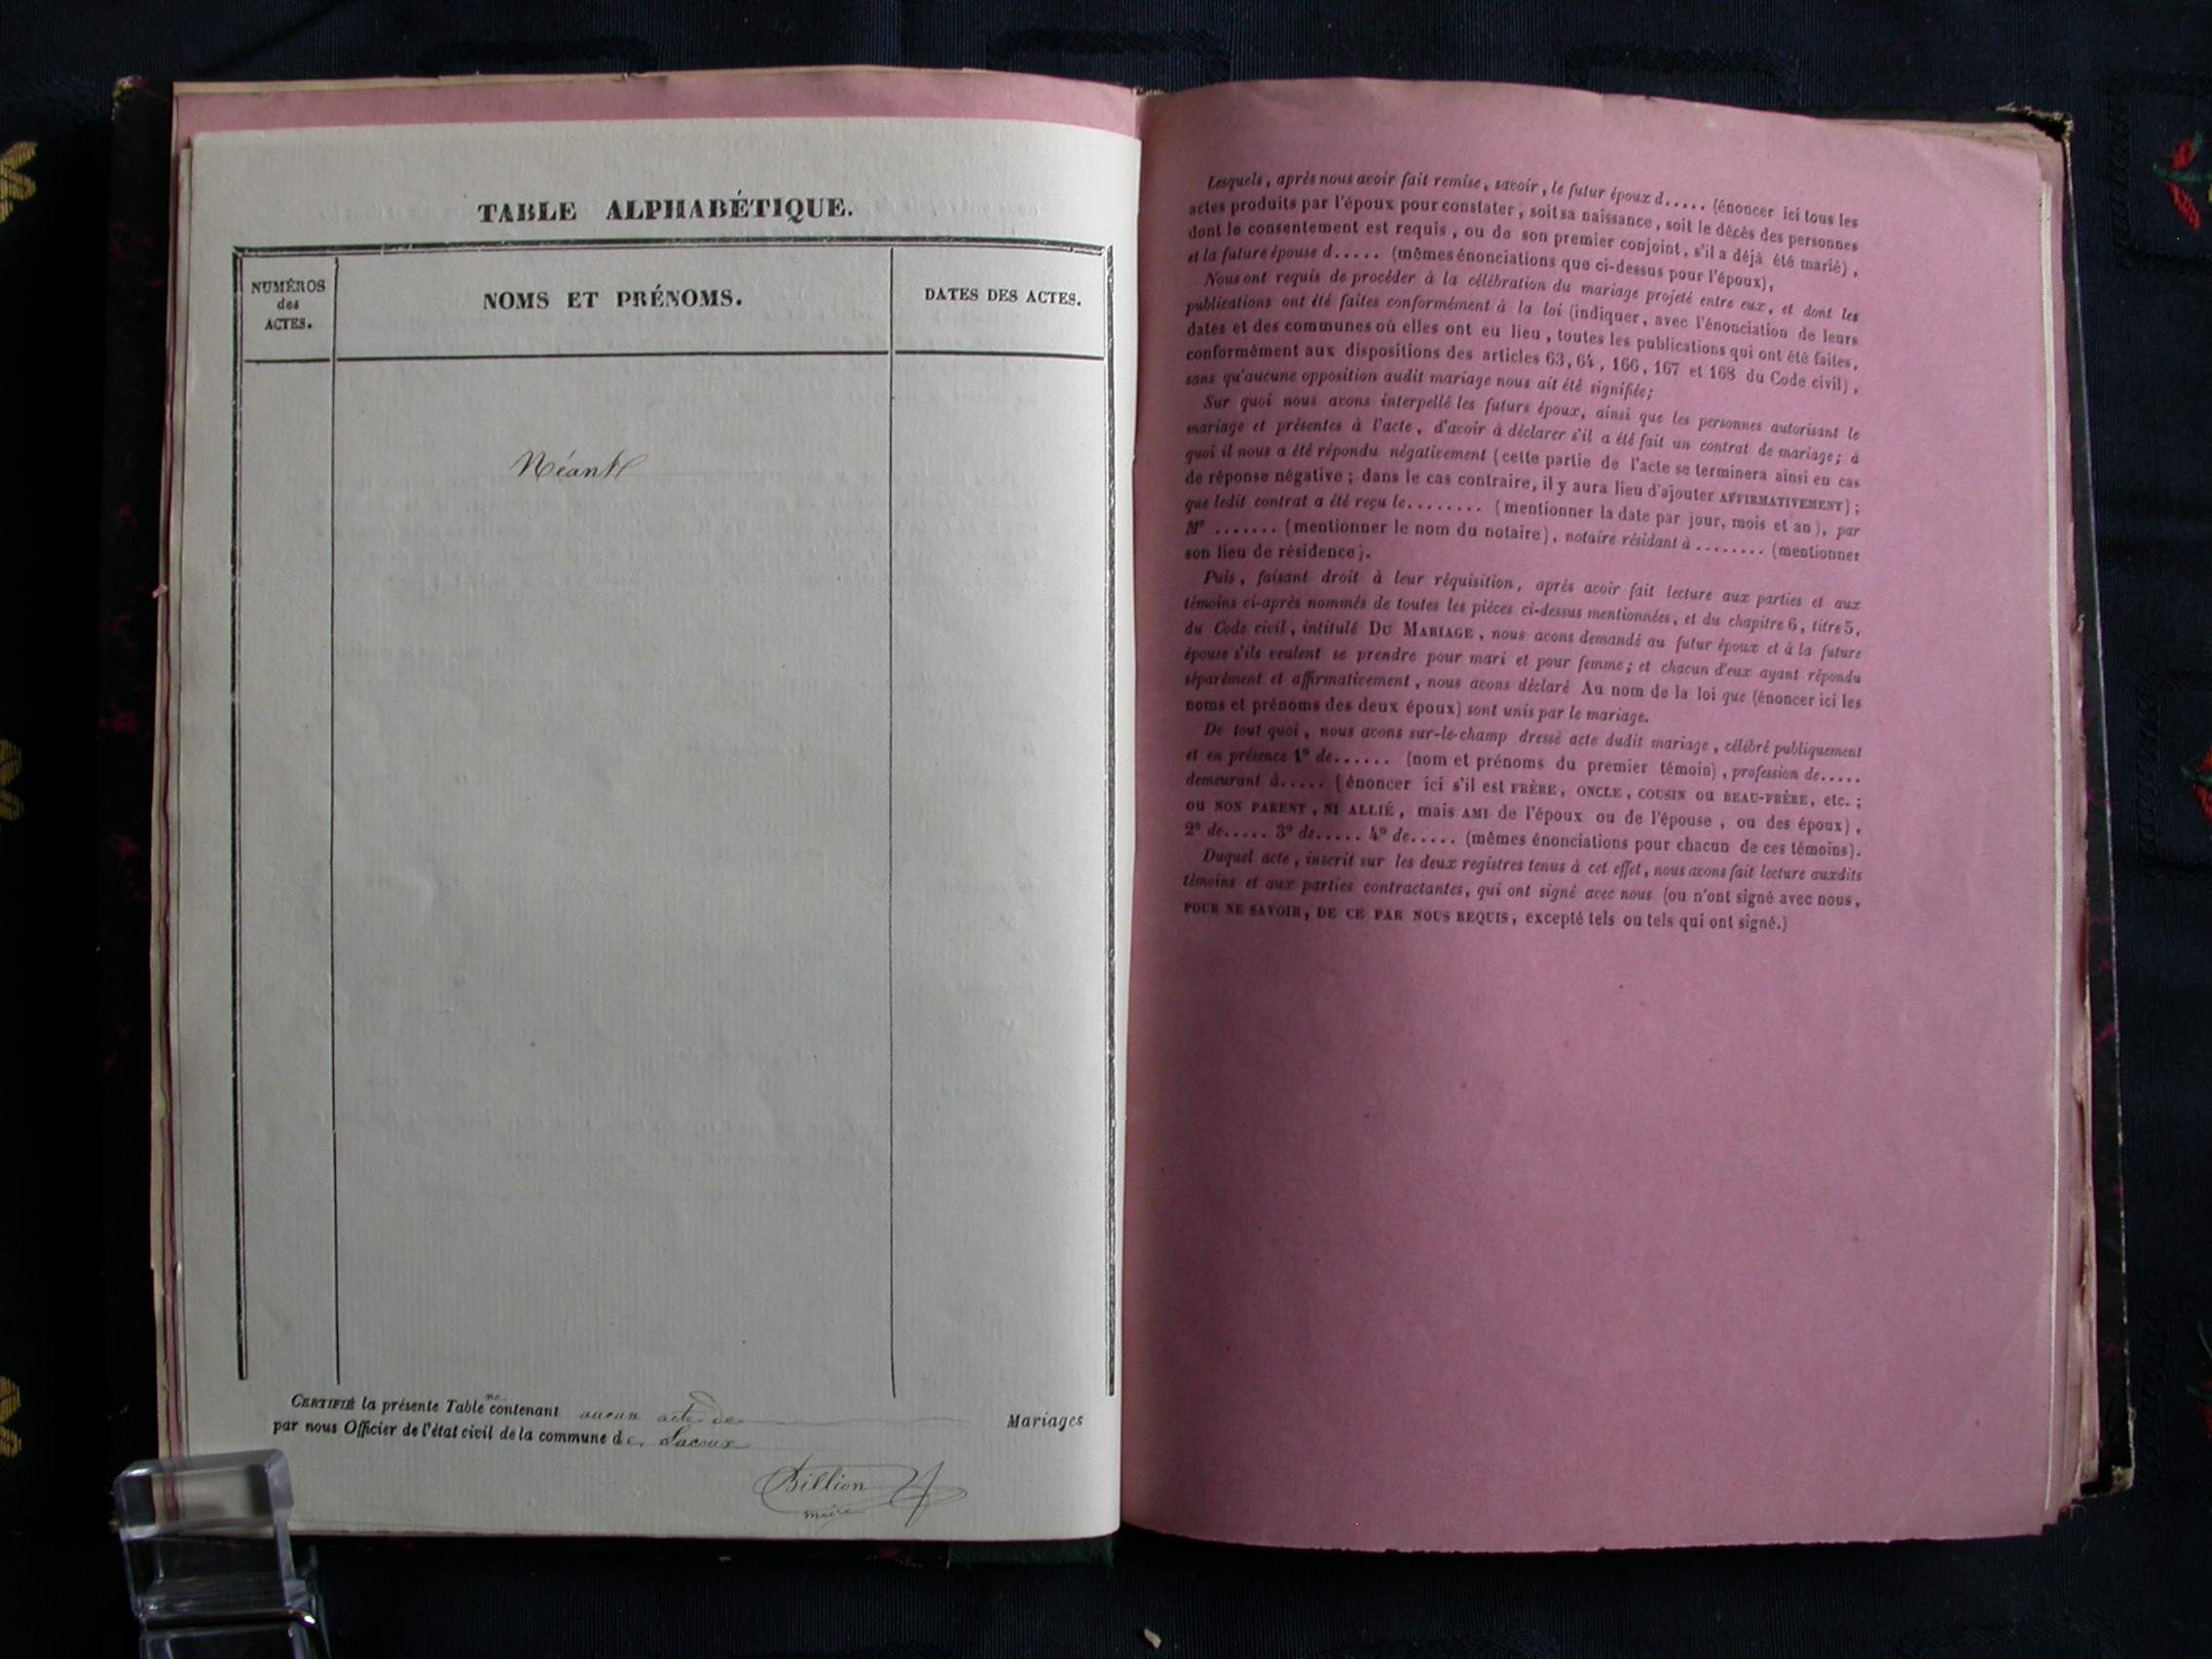 TABLE ALPHABÉTIQUE.
NUMÉROS
des
ACTES.
NOMS ET PRÉNOMS.
DATES DES ACTES.
Néant
CERTIFIÉ la présente Table ne contenant aucun acte de Mariages
par nous Officier de l'état civil de la commune de Lacoux
Billion
maire
Lesquels, après nous avoir fait remise, savoir, le futur époux d..... (énoncer ici tous les
actes produits par l'époux pour constater, soit sa naissance, soit le décès des personnes
dont le consentement est requis, ou de son premier conjoint, s'il a déjà été marié),
et la future épouse d..... (mêmes énonciations que ci-dessus pour l'époux),
Nous ont requis de procéder à la célébration du mariage projeté entre eux, et dont les
publications ont été faites conformément à la loi (indiquer, avec l'énonciation de leurs
dates et des communes où elles ont eu lieu, toutes les publications qui ont été faites,
conformément aux dispositions des articles 63, 64, 166, 167 et 168 du Code civil),
sans qu'aucune opposition audit mariage nous ait été signifiée;
Sur quoi nous avons interpellé les futurs époux, ainsi que les personnes autorisant le
mariage et présentes à l'acte, d'avoir à déclarer s'il a été fait un contrat de mariage; à
quoi il nous a été répondu négativement (cette partie de l'acte se terminera ainsi en cas
de réponse négative; dans le cas contraire, il y aura lieu d'ajouter AFFIRMATIVEMENT);
que ledit contrat a été reçu le........ (mentionner la date par jour, mois et an), par
Me ....... (mentionner le nom du notaire), notaire résidant à ........ (mentionner
son lieu de résidence).
Puis, faisant droit à leur réquisition, après avoir fait lecture aux parties et aux
témoins ci-après nommés de toutes les pièces ci-dessus mentionnées, et du chapitre 6, titre 5,
du Code civil, intitulé DU MARIAGE, nous avons demandé au futur époux et à la future
épouse s'ils veulent se prendre pour mari et pour femme; et chacun d'eux ayant répondu
séparément et affirmativement, nous avons déclaré Au nom de la loi que (énoncer ici les
noms et prénoms des deux époux) sont unis par le mariage.
De tout quoi, nous avons sur-le-champ dressé acte dudit mariage, célébré publiquement
et en présence 1º de...... (nom et prénoms du premier témoin), profession de.....
demeurant à..... (énoncer ici s'il est FRÈRE, ONCLE, COUSIN ou BEAU-FRÈRE, etc.;
OU NON PARENT, NI ALLIÉ, mais AMI de l'époux ou de l'épouse, ou des époux),
2º de..... 3º de..... 4º de..... (mêmes énonciations pour chacun de ces témoins).
Duquel acte, inscrit sur les deux registres tenus à cet effet, nous avons fait lecture auxdits
témoins et aux parties contractantes, qui ont signé avec nous (ou n'ont signé avec nous,
POUR NE SAVOIR, DE CE PAR NOUS REQUIS, excepté tels ou tels qui ont signé.)